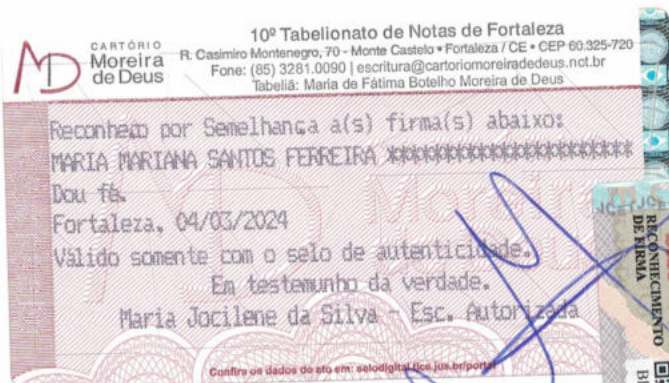 CARTÓRIO
Moreira
de Deus
10º Tabelionato de Notas de Fortaleza
R. Casimiro Montenegro, 70 - Monte Castelo • Fortaleza / CE • CEP 60.325-720
Fone: (85) 3281.0090 | escritura@cartoriomoreiradedeus.not.br
Tabeliã: Maria de Fátima Botelho Moreira de Deus
Reconheço por Semelhança a(s) firma(s) abaixo:
MARIA MARIANA SANTOS FERREIRA
Dou fé.
Fortaleza, 04/03/2024
Válido somente com o selo de autenticidade.
Em testemunho da verdade.
Maria Jocilene da Silva - Esc. Autorizada
Confira os dados do ato em: selodigital.tjce.jus.br/portal
RECONHECIMENTO
DE FIRMA